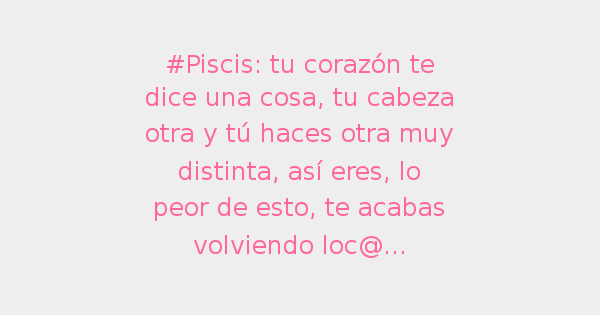 #Piscis: tu corazón te
dice una cosa, tu cabeza
otra y tú haces otra muy
distinta, así eres, lo
peor de esto, te acabas
volviendo loc@...